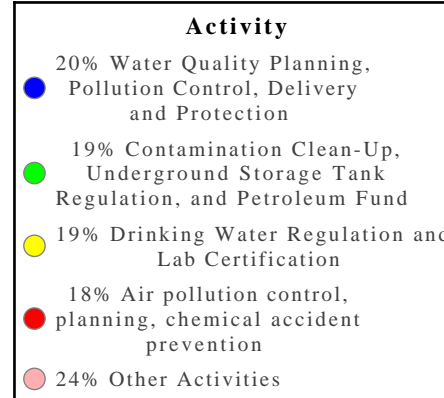 Activity
20% Water Quality Planning,
Pollution Control, Delivery
and Protection
19% Contamination Clean-Up,
Underground Storage Tank
Regulation, and Petroleum Fund
19% Drinking Water Regulation and
Lab Certification
18% Air pollution control,
planning, chemical accident
prevention
24% Other Activities